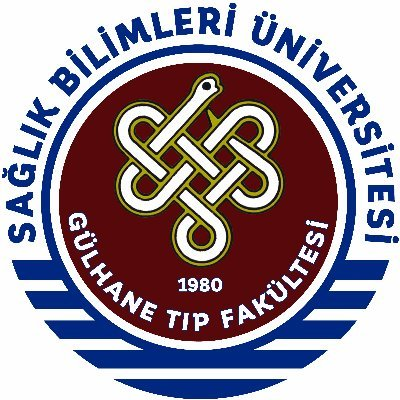 SAĞLIK BİLİMLERİ ÜNİVERSİTESİ
1980
GÜLHANE TIP FAKÜLTESİ